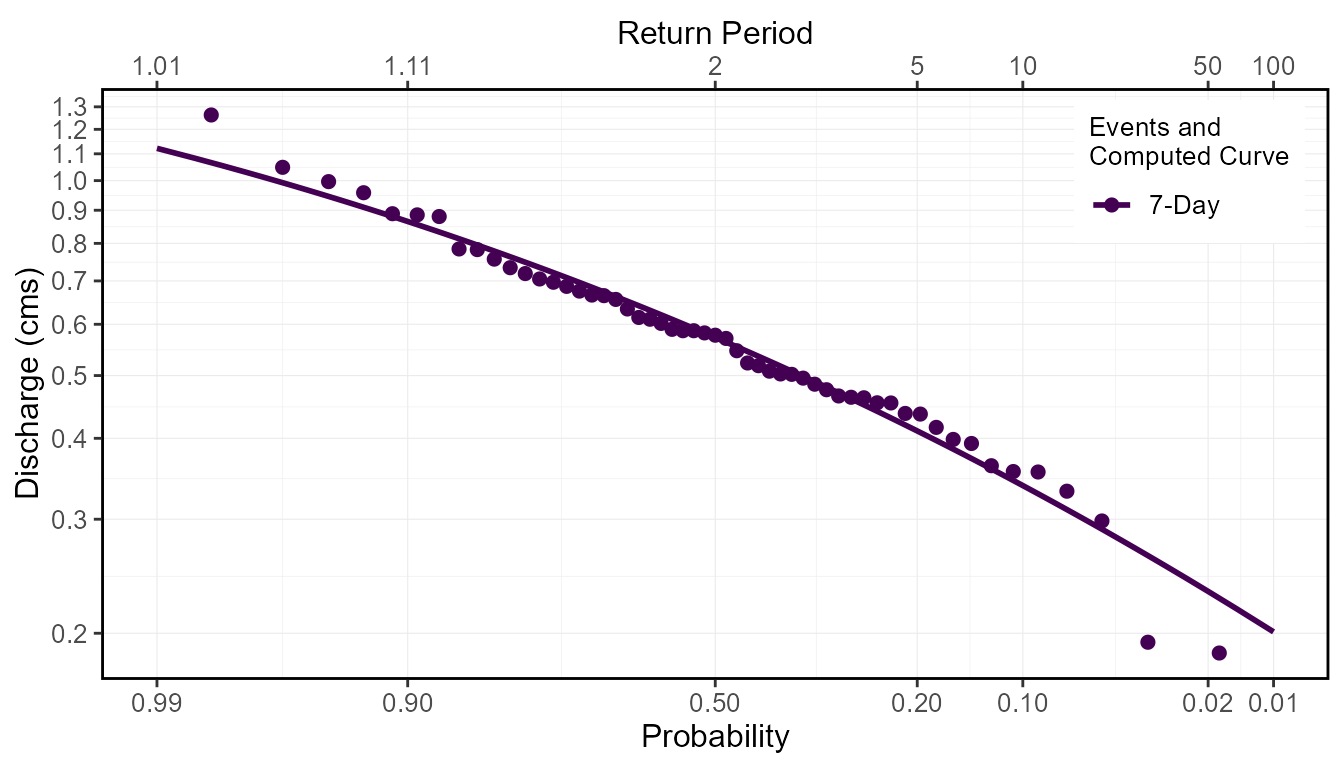 Return Period
1.01 1.11 2 5 10 50 100
Discharge (cms)
1.3
1.2
1.1
1.0
0.9
0.8
0.7
0.6
0.5
0.4
0.3
0.2
Events and
Computed Curve
7-Day
0.99 0.90 0.50 0.20 0.10 0.02 0.01
Probability